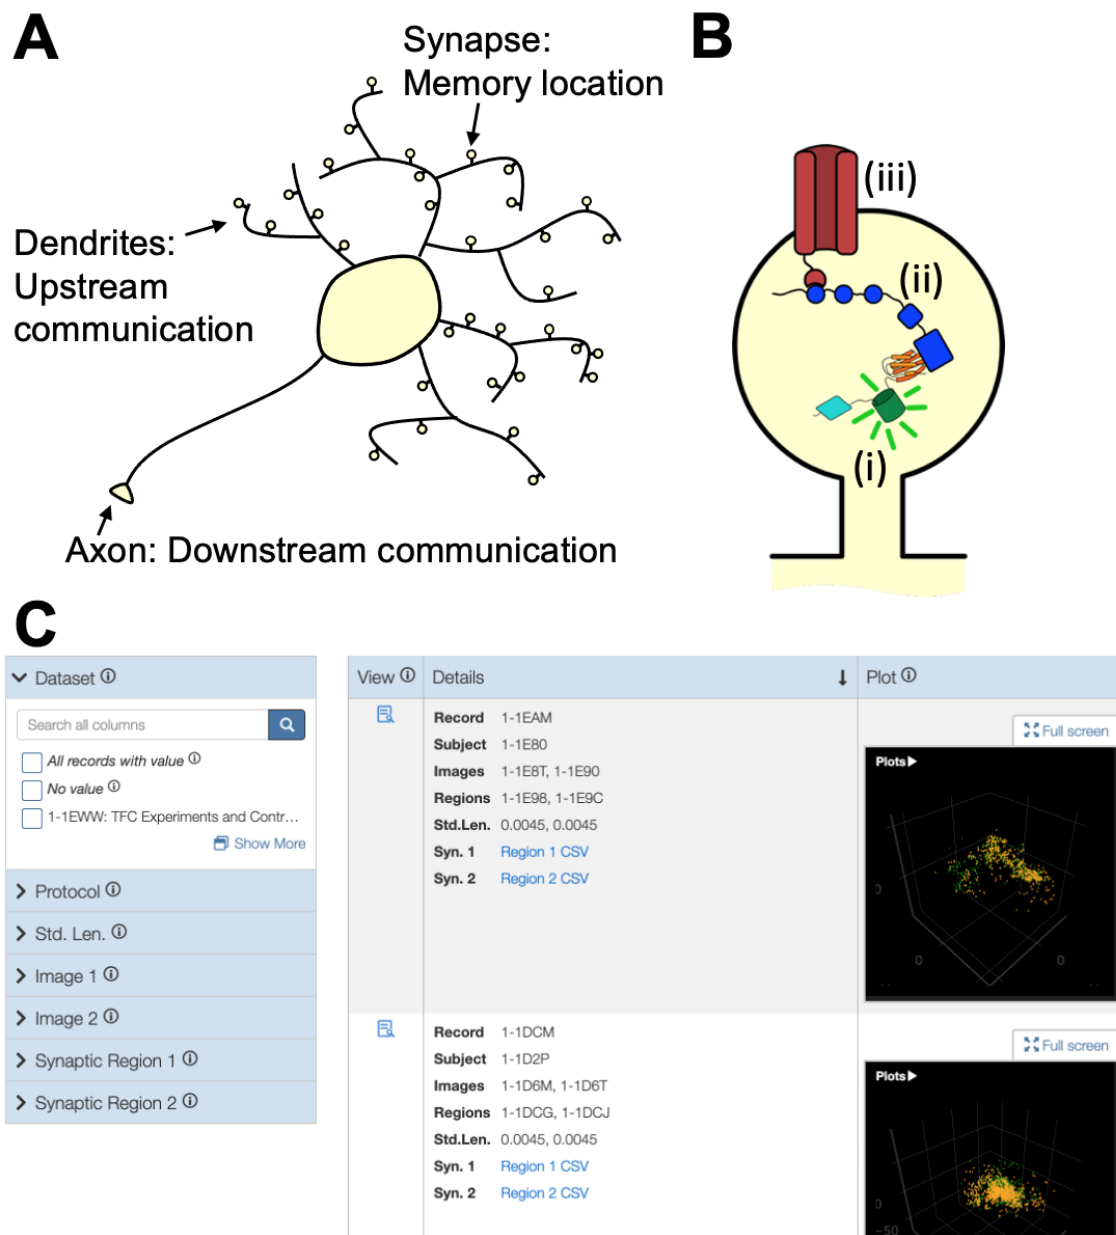 A
Synapse:
Memory location
Dendrites:
Upstream
communication
Axon: Downstream communication
B
(iii)
(ii)
(i)
C
Dataset
Search all columns
All records with value
No value
1-1EWW: TFC Experiments and Contr...
Show More
Protocol
Std. Len.
Image 1
Image 2
Synaptic Region 1
Synaptic Region 2
View Details Plot
Record 1-1EAM
Subject 1-1E80
Images 1-1E8T, 1-1E90
Regions 1-1E98, 1-1E9C
Std.Len. 0.0045, 0.0045
Syn. 1 Region 1 CSV
Syn. 2 Region 2 CSV
Full screen
Plots
0
0 0
Record 1-1DCM
Subject 1-1D2P
Images 1-1D6M, 1-1D6T
Regions 1-1DCG, 1-1DCJ
Std.Len. 0.0045, 0.0045
Syn. 1 Region 1 CSV
Syn. 2 Region 2 CSV
Full screen
Plots
0
-50